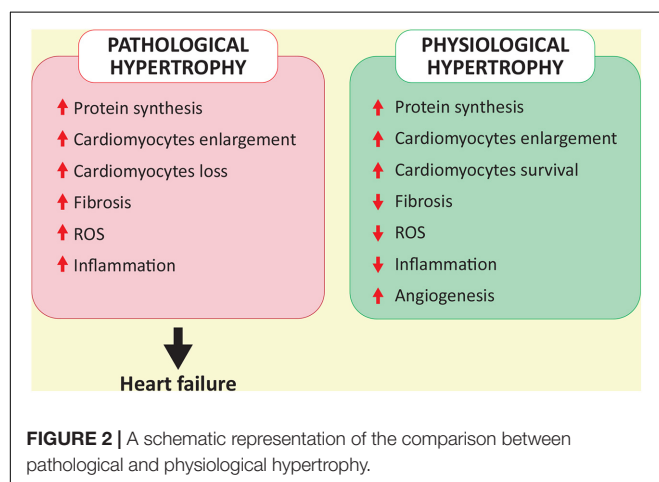 PATHOLOGICAL
HYPERTROPHY
Protein synthesis
Cardiomyocytes enlargement
Cardiomyocytes loss
Fibrosis
ROS
Inflammation
Heart failure
PHYSIOLOGICAL
HYPERTROPHY
Protein synthesis
Cardiomyocytes enlargement
Cardiomyocytes survival
Fibrosis
ROS
Inflammation
Angiogenesis
FIGURE 2 | A schematic representation of the comparison between
pathological and physiological hypertrophy.